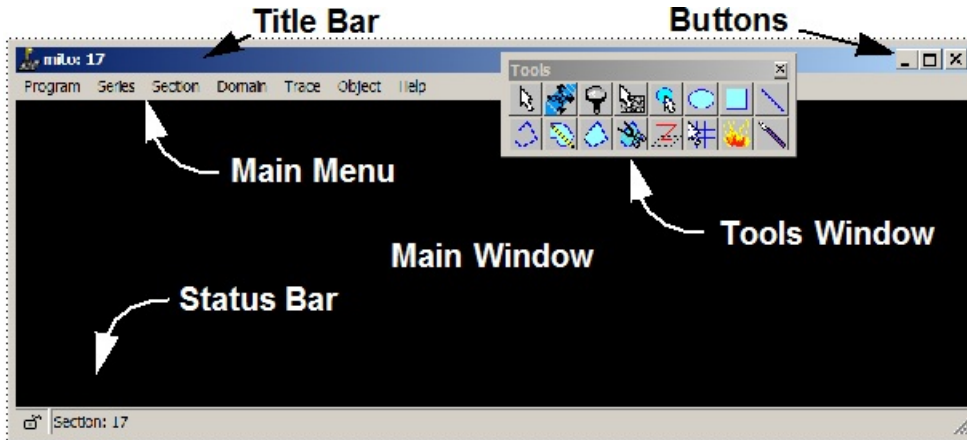 Title Bar
Buttons
mito: 17
Program Series Section Domain Trace Object Help
Tools
Main Menu
Tools Window
Main Window
Status Bar
Section: 17